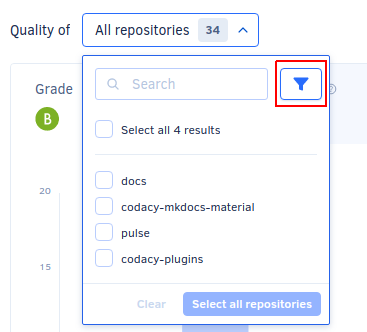 Quality of All repositories 34
Search
Grade
B
Select all 4 results
docs
20
codacy-mkdocs-material
pulse
codacy-plugins
15
Clear Select all repositories